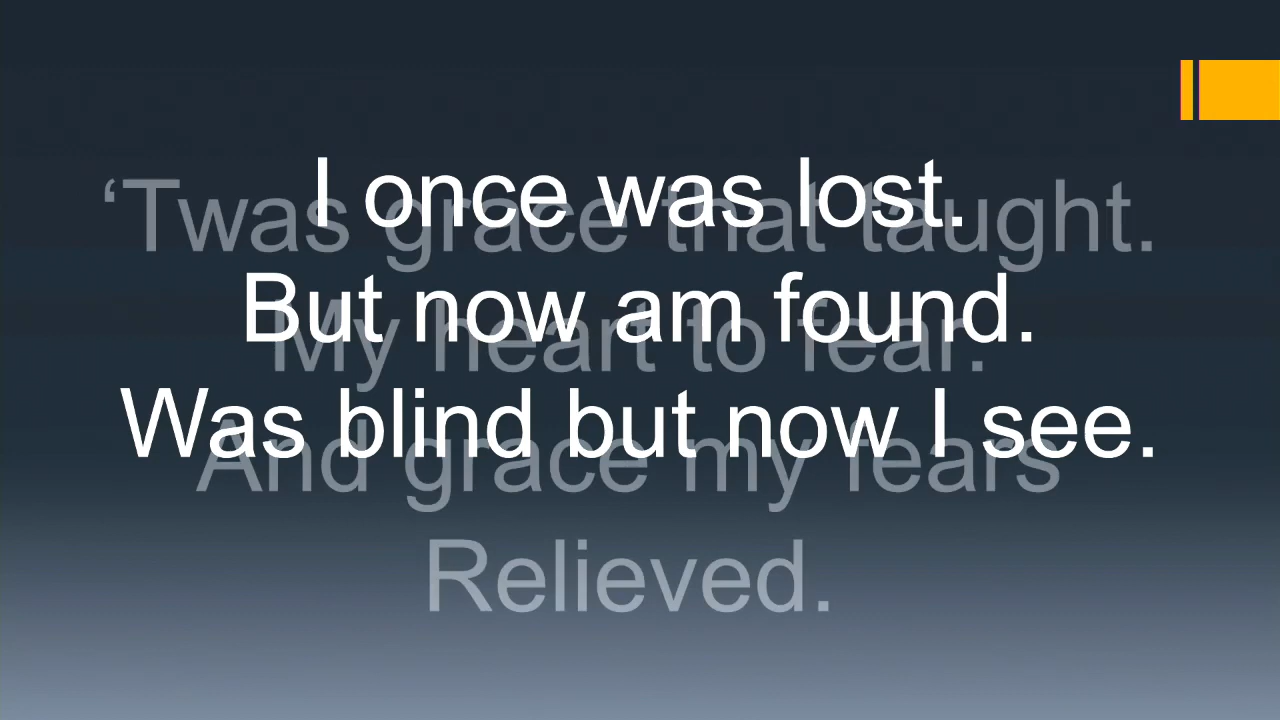 I once was lost.
But now am found.
Was blind but now I see.
‘Twas grace that taught.
My heart to fear.
And grace my fears
Relieved.